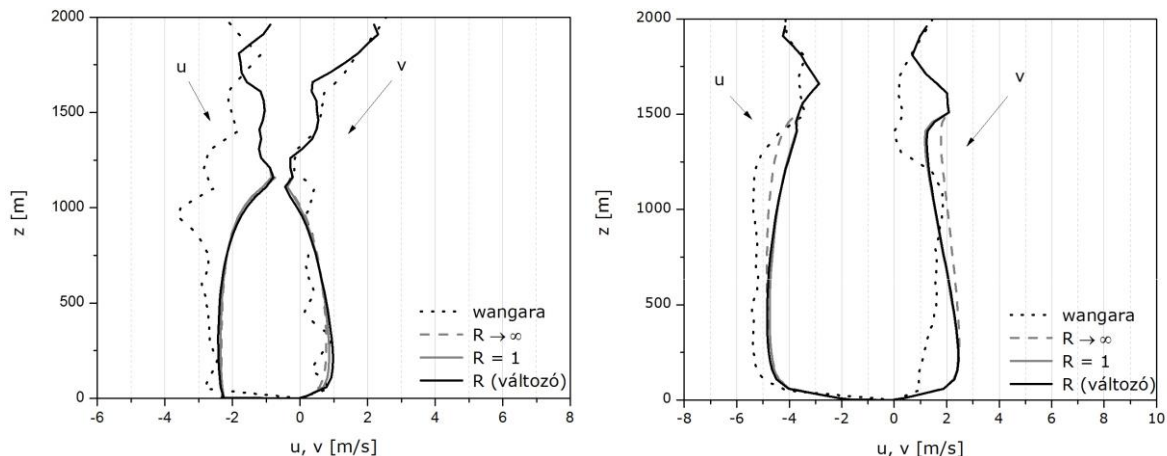 2000
1500
1000
500
0
z [m]
u
v
wangara
R → ∞
R = 1
R (változó)
-6 -4 -2 0 2 4 6 8
u, v [m/s]
2000
1500
1000
500
0
z [m]
u
v
wangara
R → ∞
R = 1
R (változó)
-8 -6 -4 -2 0 2 4 6 8 10
u, v [m/s]